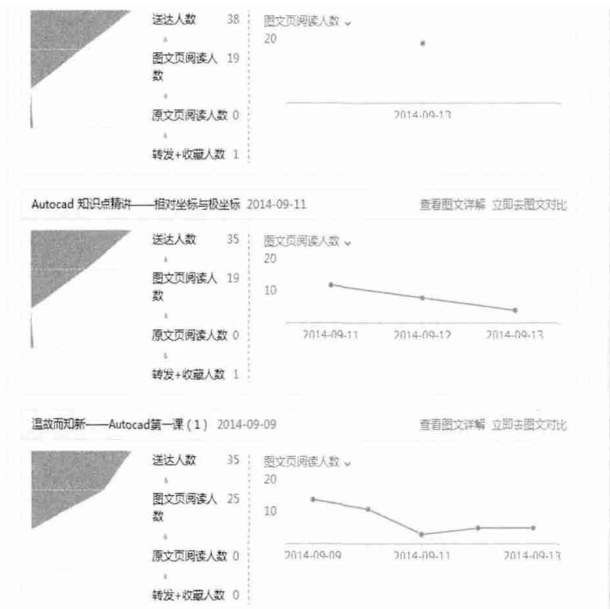 送达人数 38
图文页阅读人 19
数
原文页阅读人数 0
转发+收藏人数 1
图文页阅读人数
20
2014-09-13
Autocad 知识点精讲——相对坐标与极坐标 2014-09-11
查看图文详解 立即去图文对比
送达人数 35
图文页阅读人 19
数
原文页阅读人数 0
转发+收藏人数 1
图文页阅读人数
20
10
2014-09-11 2014-09-12 2014-09-13
温故而知新——Autocad第一课(1) 2014-09-09
查看图文详解 立即去图文对比
送达人数 35
图文页阅读人 25
数
原文页阅读人数 0
转发+收藏人数 0
图文页阅读人数
20
10
2014-09-09 2014-09-11 2014-09-13